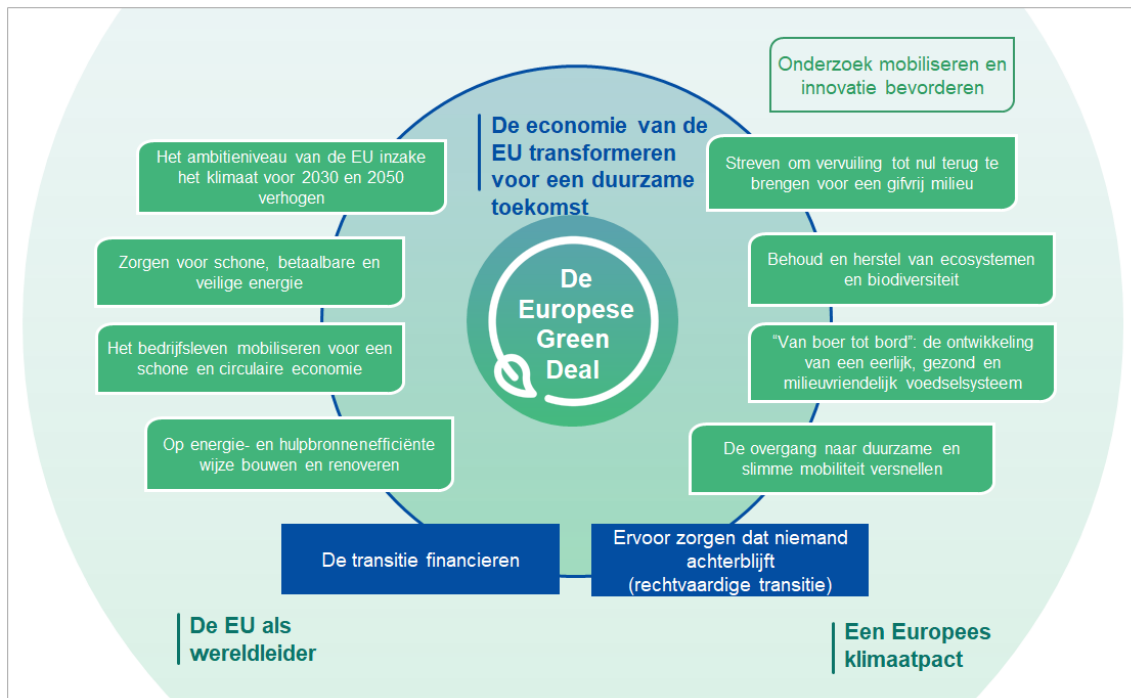 Onderzoek mobiliseren en
innovatie bevorderen
De economie van de
EU transformeren
voor een duurzame
toekomst
Het ambitieniveau van de EU inzake
het klimaat voor 2030 en 2050
verhogen
Streven om vervuiling tot nul terug te
brengen voor een gifvrij milieu
Zorgen voor schone, betaalbare en
veilige energie
Behoud en herstel van ecosystemen
en biodiversiteit
De
Europese
Green
Deal
Het bedrijfsleven mobiliseren voor een
schone en circulaire economie
“Van boer tot bord”: de ontwikkeling
van een eerlijk, gezond en
milieuvriendelijk voedselsysteem
Op energie- en hulpbronnenefficiënte
wijze bouwen en renoveren
De overgang naar duurzame en
slimme mobiliteit versnellen
De transitie financieren
Ervoor zorgen dat niemand
achterblijft
(rechtvaardige transitie)
De EU als
wereldleider
Een Europees
klimaatpact